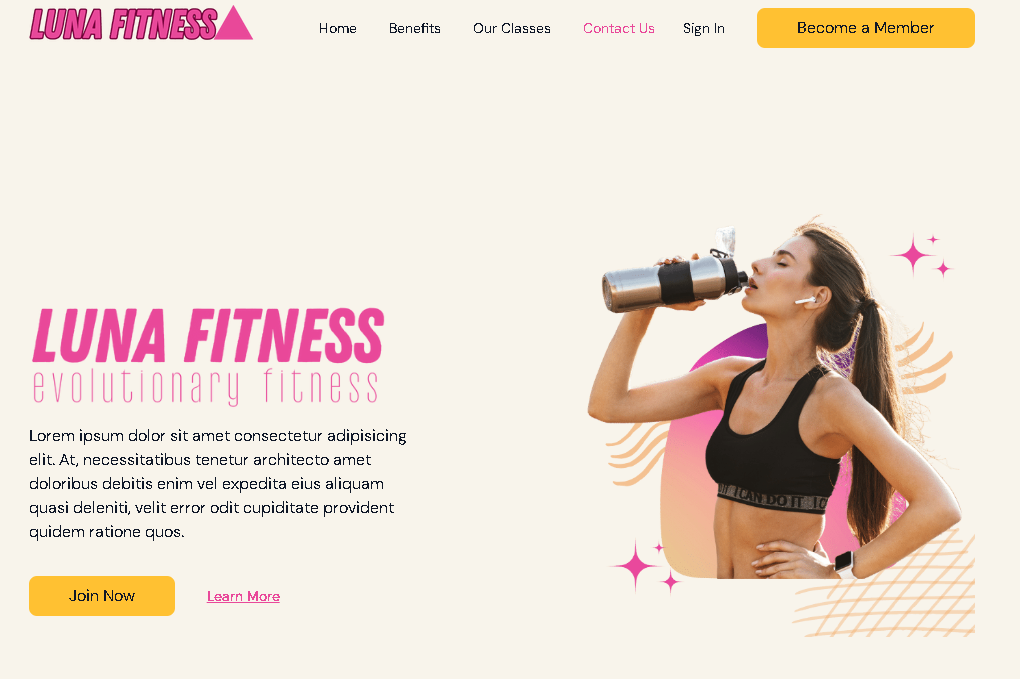 LUNA FITNESS
Home Benefits Our Classes Contact Us Sign In Become a Member
LUNA FITNESS
evolutionary fitness
Lorem ipsum dolor sit amet consectetur adipisicing
elit. At, necessitatibus tenetur architecto amet
doloribus debitis enim vel expedita eius aliquam
quasi deleniti, velit error odit cupiditate provident
quidem ratione quos.
Join Now Learn More
I CAN DO IT